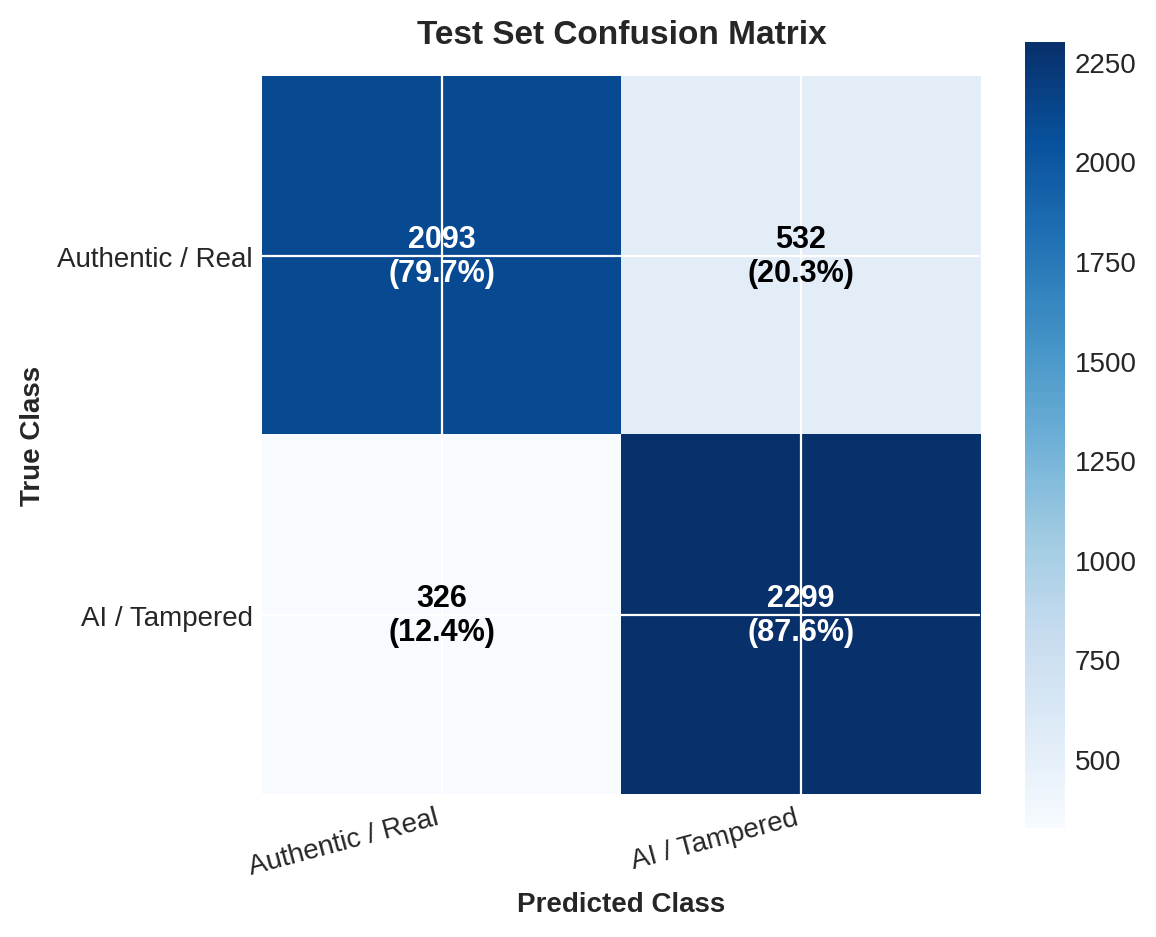 Test Set Confusion Matrix
2250
2000
1750
1500
1250
1000
750
500
True Class
Authentic / Real
2093
(79.7%)
532
(20.3%)
AI / Tampered
326
(12.4%)
2299
(87.6%)
Authentic / Real
AI / Tampered
Predicted Class